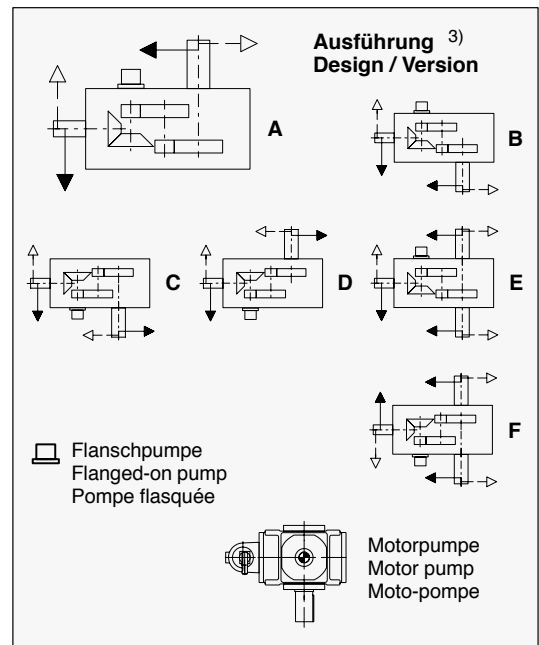 Ausführung 3)
Design / Version
A
B
C
D
E
F
Flanschpumpe
Flanged-on pump
Pompe flasquée
Motorpumpe
Motor pump
Moto-pompe